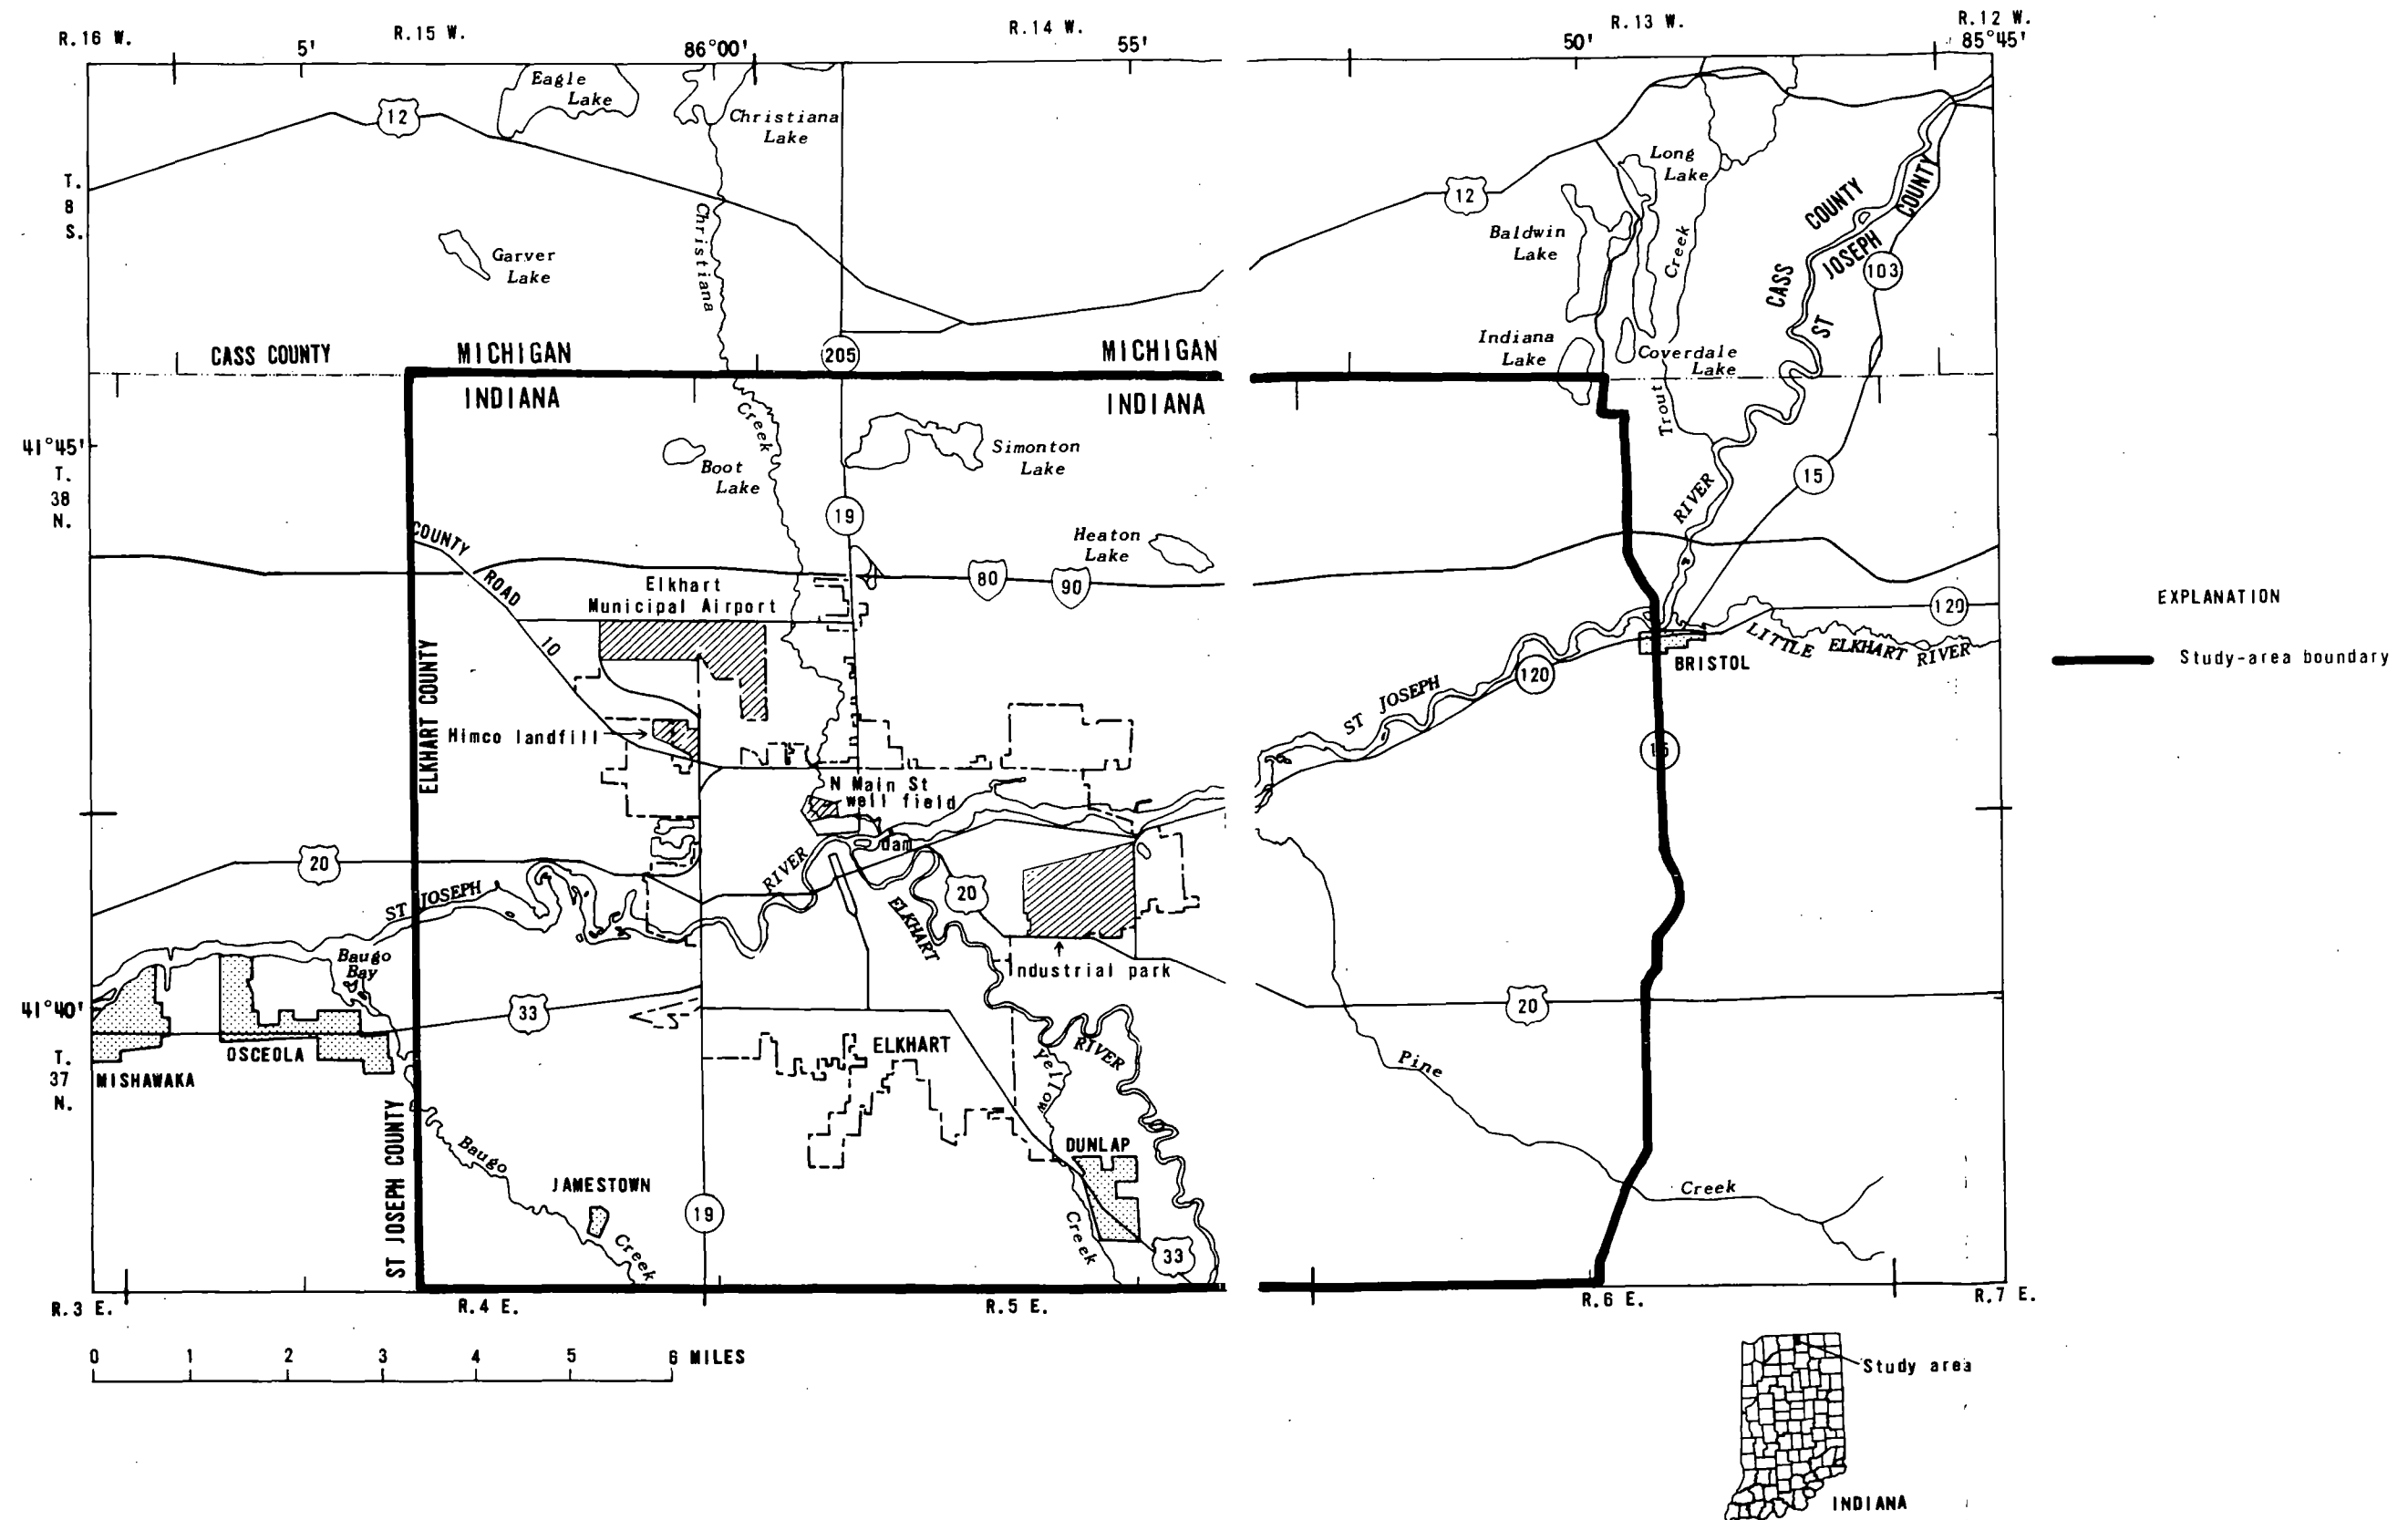 R.16 W.
5'
R.15 W.
86°00'
R.14 W.
55'
50'
R.13 W.
R.12 W.
85°45'
Eagle
Lake
12
Christiana
Lake
Long
Lake
T.
8
S.
12
COUNTY
COUNTY
Christiana
Garver
Lake
Baldwin
Lake
Creek
CASS
ST
JOSEPH
103
CASS COUNTY
MICHIGAN
205
MICHIGAN
Indiana
Lake
Coverdale
Lake
INDIANA
INDIANA
Creek
Trout
41°45'
T.
38
N.
Boot
Lake
Simonton
Lake
15
RIVER
19
COUNTY
ROAD
10
Heaton
Lake
80
90
Elkhart
Municipal Airport
120
LITTLE ELKHART RIVER
BRISTOL
EXPLANATION
Study-area boundary
ELKHART COUNTY
ST JOSEPH
120
Himco landfill
15
N Main St
well field
dam
20
RIVER
20
ST JOSEPH
ELKHART
Baugo
Bay
Industrial park
41°40'
33
20
OSCEOLA
ELKHART
RIVER
T.
37
N.
MISHAWAKA
Yellow
Pine
ST JOSEPH COUNTY
Baugo
DUNLAP
JAMESTOWN
Creek
19
Creek
Creek
33
R.3 E.
R.4 E.
R.5 E.
R.6 E.
R.7 E.
0 1 2 3 4 5 6 MILES
Study area
INDIANA